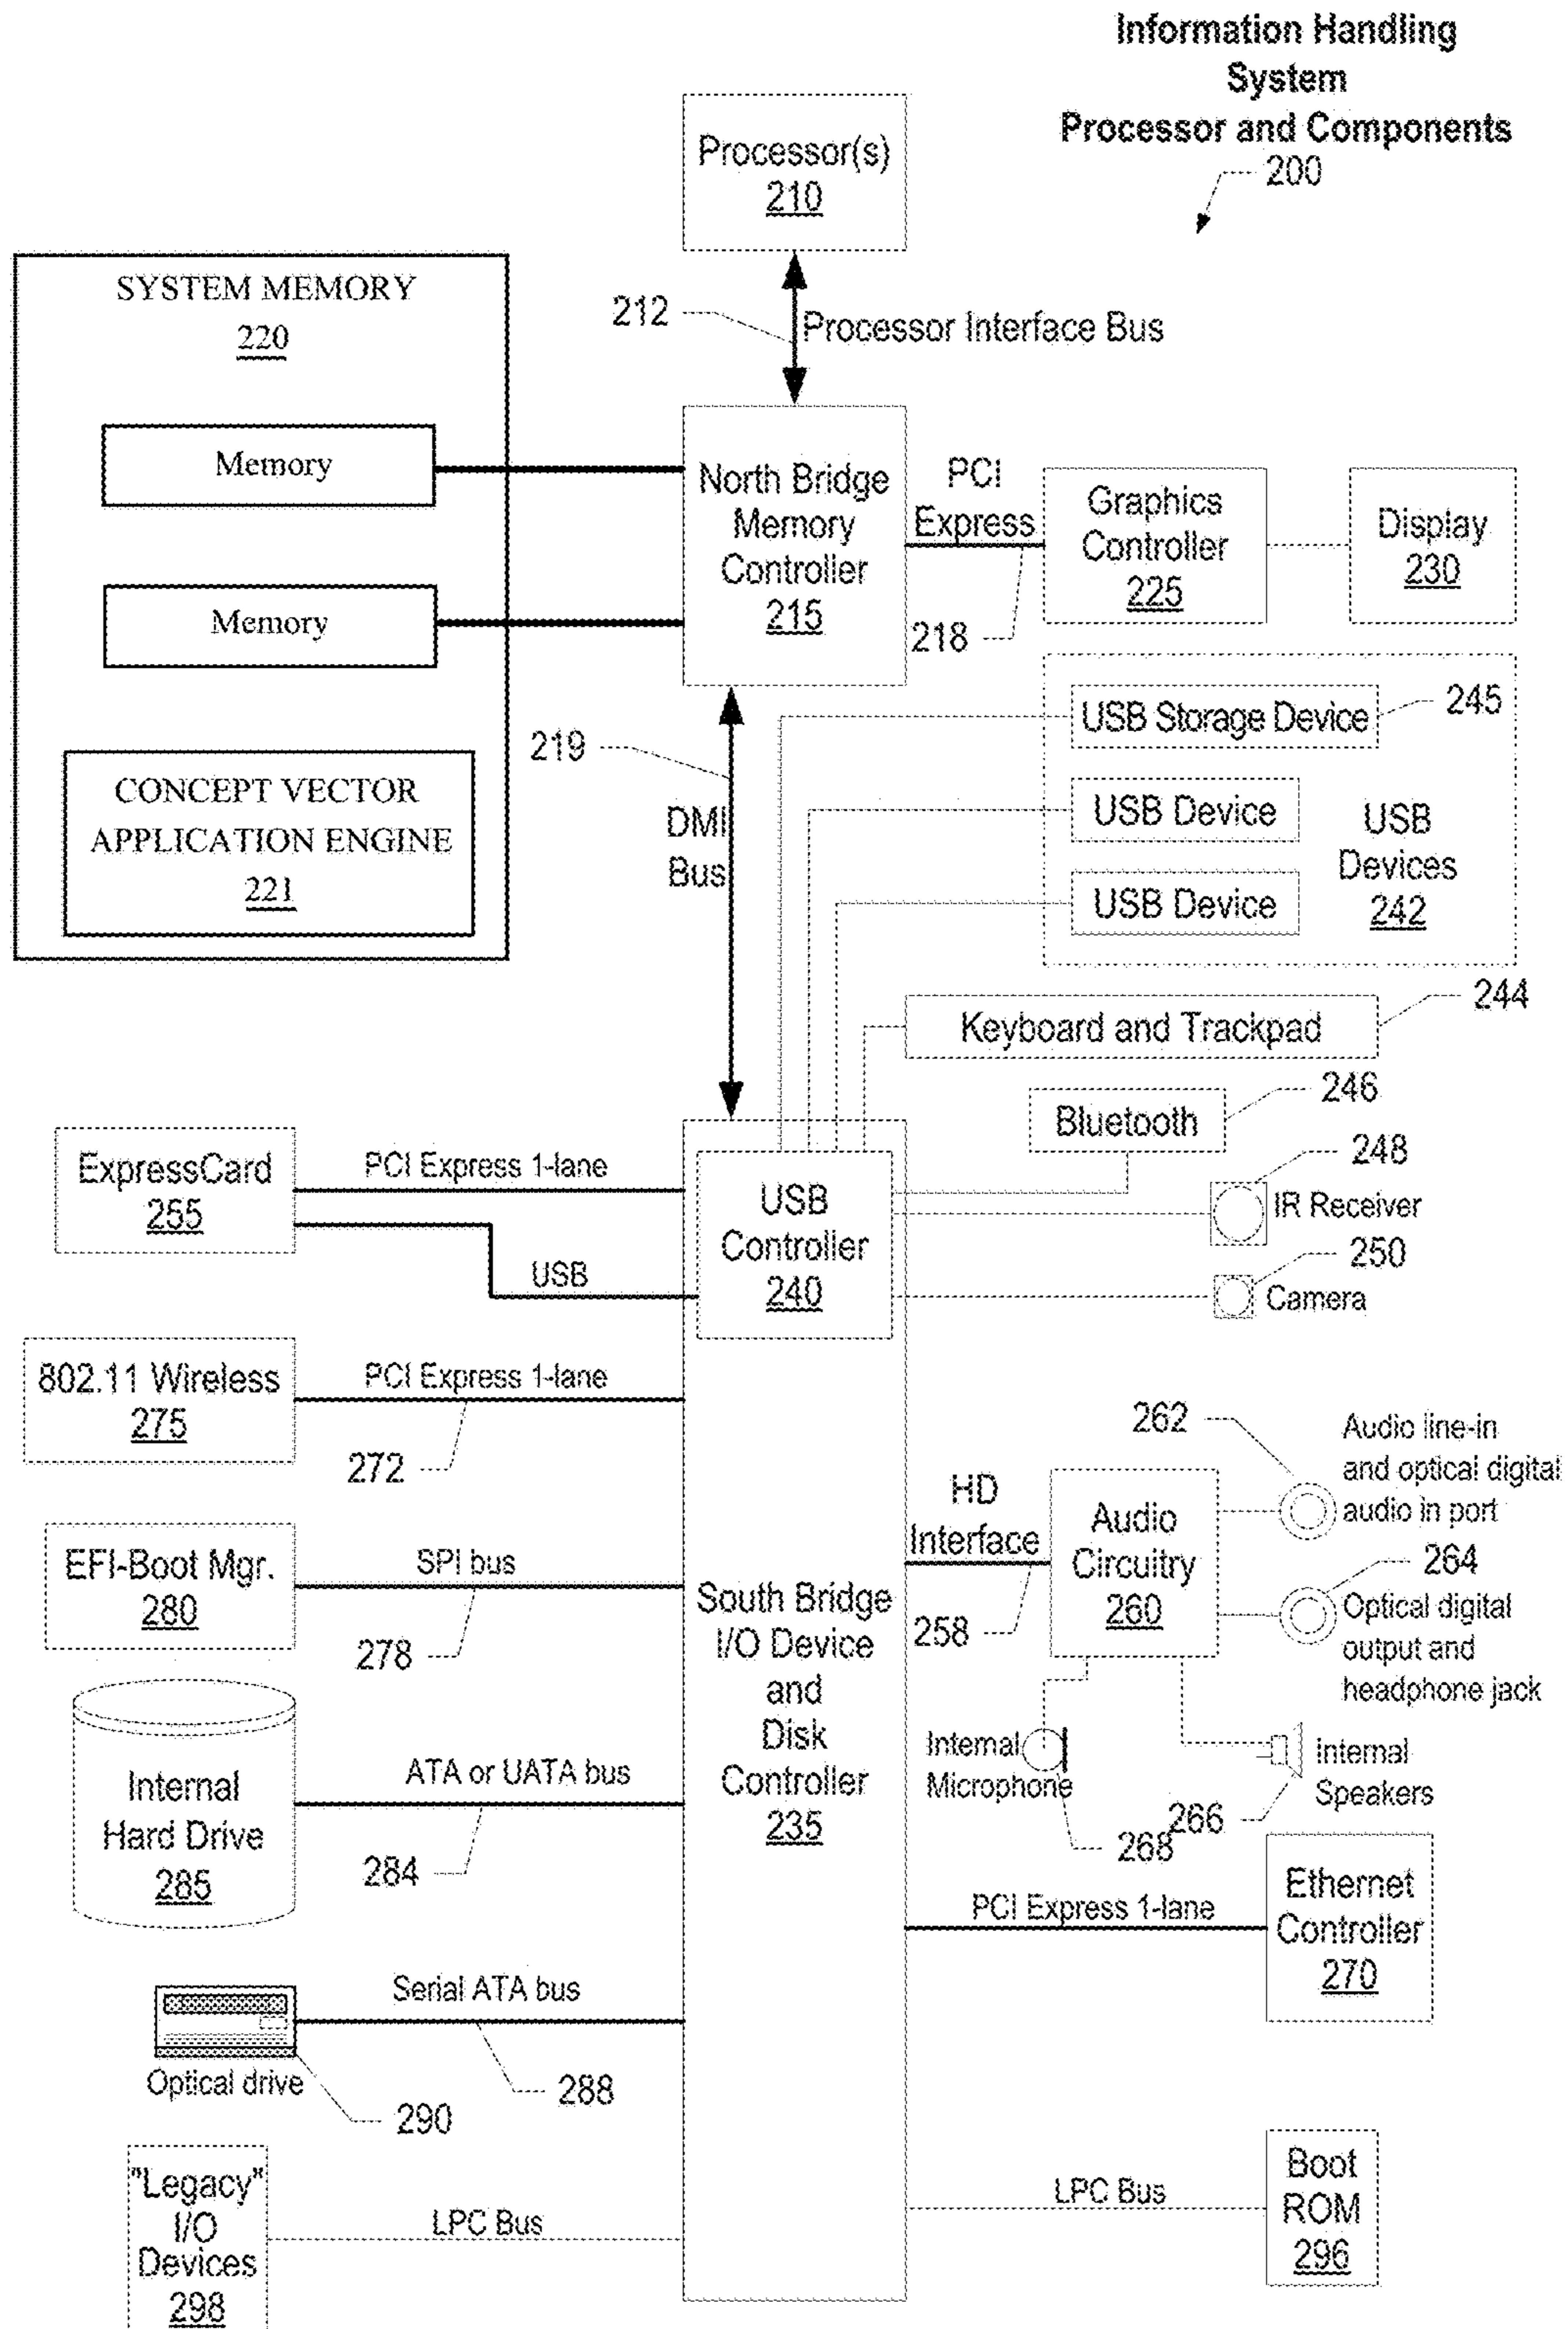 Information Handling
System
Processor and Components
200
Processor(s)
210
212
Processor Interface Bus
SYSTEM MEMORY
220
Memory
Memory
CONCEPT VECTOR
APPLICATION ENGINE
221
North Bridge
Memory
Controller
215
PCI
Express
218
Graphics
Controller
225
Display
230
219
DMI
Bus
USB Storage Device
245
USB Device
USB Device
USB
Devices
242
Keyboard and Trackpad
244
Bluetooth
246
248
IR Receiver
250
Camera
ExpressCard
255
PCI Express 1-lane
USB
USB
Controller
240
802.11 Wireless
275
PCI Express 1-lane
272
EFI-Boot Mgr.
280
SPI bus
278
Internal
Hard Drive
285
ATA or UATA bus
284
Optical drive
290
Serial ATA bus
288
"Legacy"
I/O
Devices
298
LPC Bus
South Bridge
I/O Device
and
Disk
Controller
235
HD
Interface
258
Audio
Circuitry
260
262
Audio line-in
and optical digital
audio in port
264
Optical digital
output and
headphone jack
Internal
Microphone
268
266
Internal
Speakers
PCI Express 1-lane
Ethernet
Controller
270
LPC Bus
Boot
ROM
296